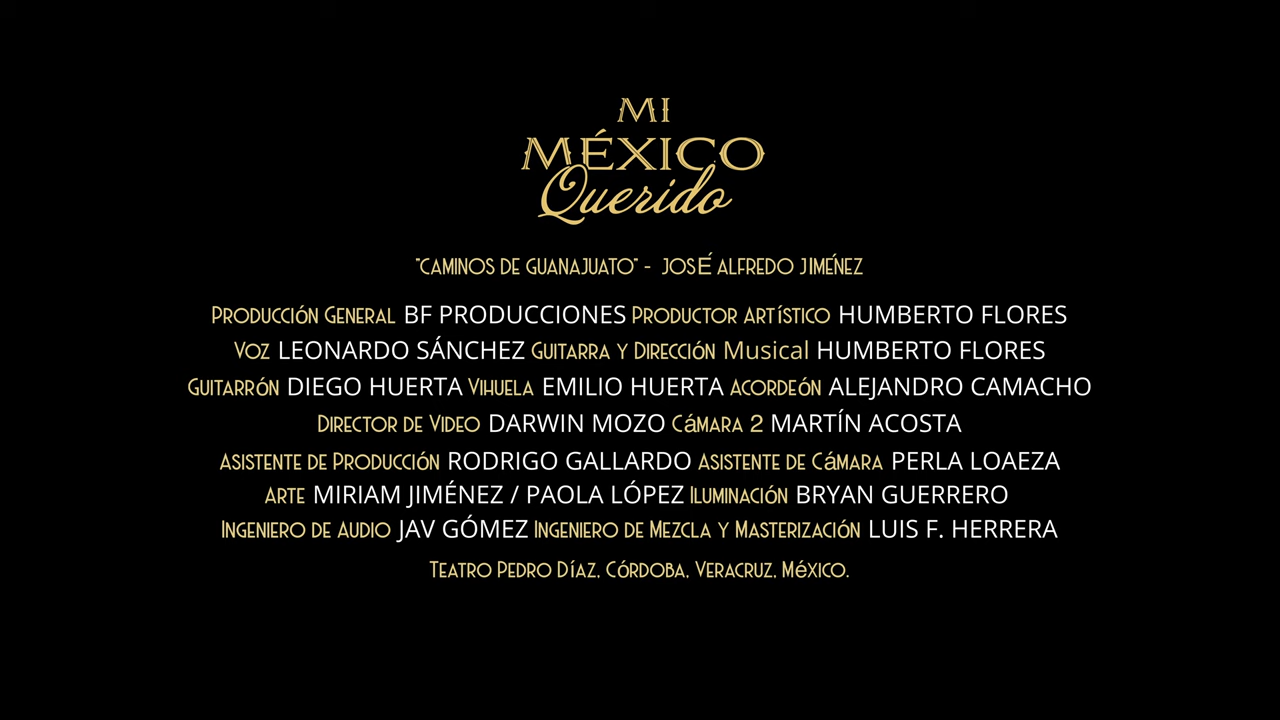 MI
MÉXICO
Querido
"CAMINOS DE GUANAJUATO" - JOSÉ ALFREDO JIMÉNEZ
PRODUCCIÓN GENERAL BF PRODUCCIONES PRODUCTOR ARTÍSTICO HUMBERTO FLORES
VOZ LEONARDO SÁNCHEZ GUITARRA Y DIRECCIÓN Musical HUMBERTO FLORES
GUITARRÓN DIEGO HUERTA VIHUELA EMILIO HUERTA ACORDEÓN ALEJANDRO CAMACHO
DIRECTOR DE VIDEO DARWIN MOZO CÁMARA 2 MARTÍN ACOSTA
ASISTENTE DE PRODUCCIÓN RODRIGO GALLARDO ASISTENTE DE CÁMARA PERLA LOAEZA
ARTE MIRIAM JIMÉNEZ / PAOLA LÓPEZ ILUMINACIÓN BRYAN GUERRERO
INGENIERO DE AUDIO JAV GÓMEZ INGENIERO DE MEZCLA Y MASTERIZACIÓN LUIS F. HERRERA
TEATRO PEDRO DÍAZ, CÓRDOBA, VERACRUZ, MÉXICO.